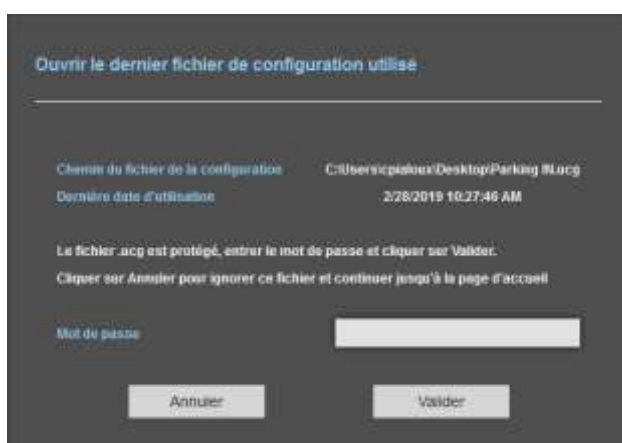 Ouvrir le dernier fichier de configuration utilisé
Chemin du fichier de la configuration C:\Users\cpialoux\Desktop\Parking IN.ucg
Dernière date d'utilisation 2/28/2019 10:27:46 AM
Le fichier .ucg est protégé, entrer le mot de passe et cliquer sur Valider.
Cliquer sur Annuler pour ignorer ce fichier et continuer jusqu'à la page d'accueil
Mot de passe
Annuler Valider